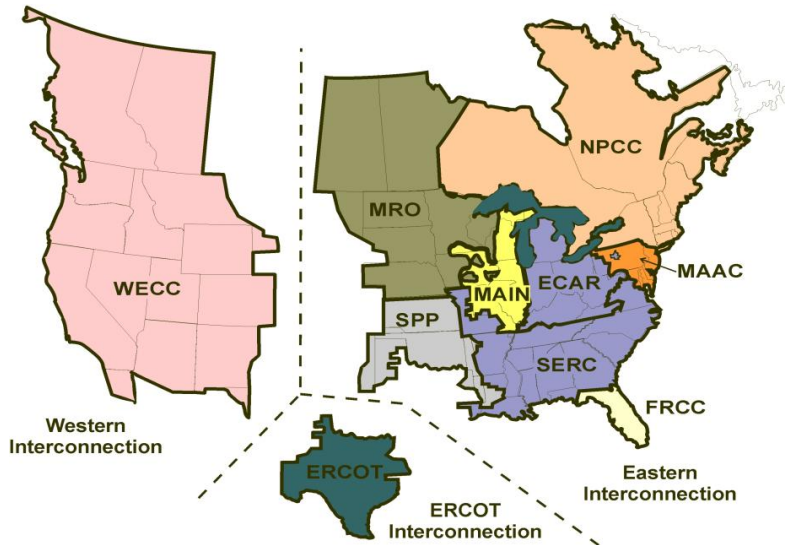 NPCC
MRO
MAAC
WECC
MAIN
ECAR
SPP
SERC
FRCC
Western
Interconnection
ERCOT
Eastern
Interconnection
ERCOT
Interconnection